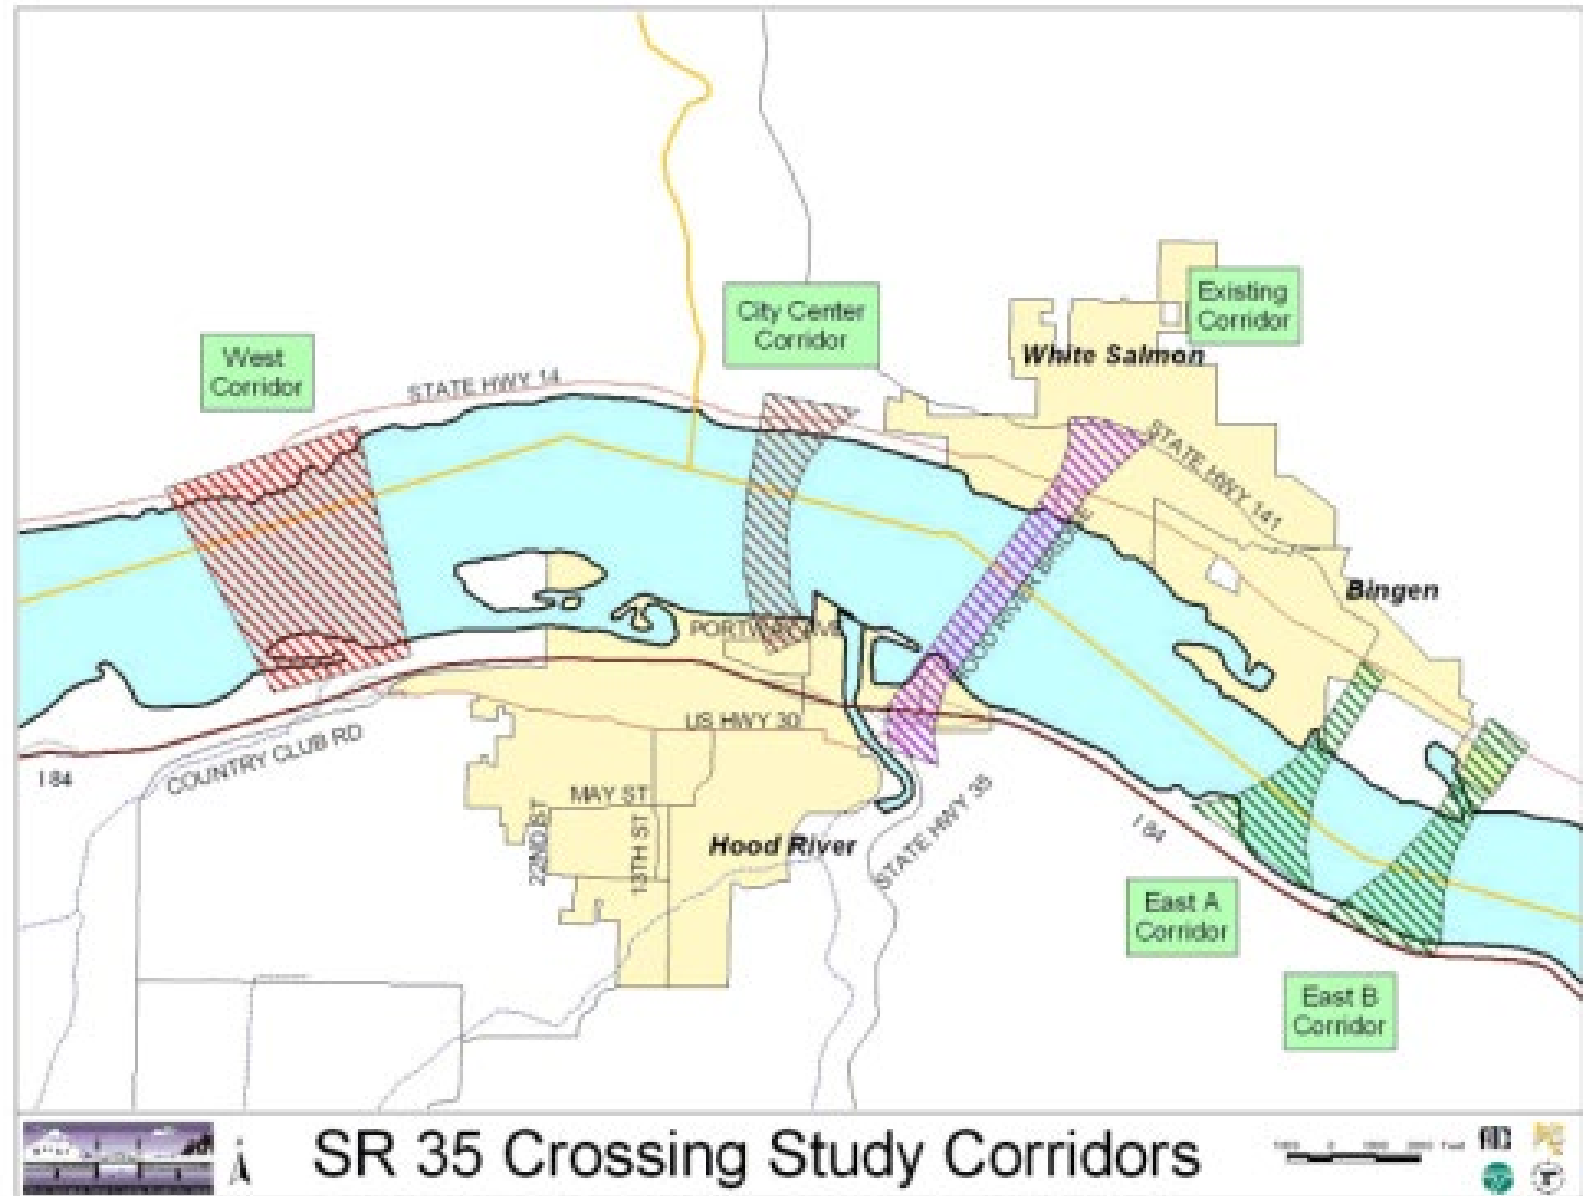 West
Corridor
STATE HWY 14
City Center
Corridor
Existing
Corridor
White Salmon
STATE HWY 141
Bingen
US HWY 30
I 84
COUNTRY CLUB RD
MAY ST
22ND ST
13TH ST
Hood River
STATE HWY 35
I 84
East A
Corridor
East B
Corridor
SR 35 Crossing Study Corridors